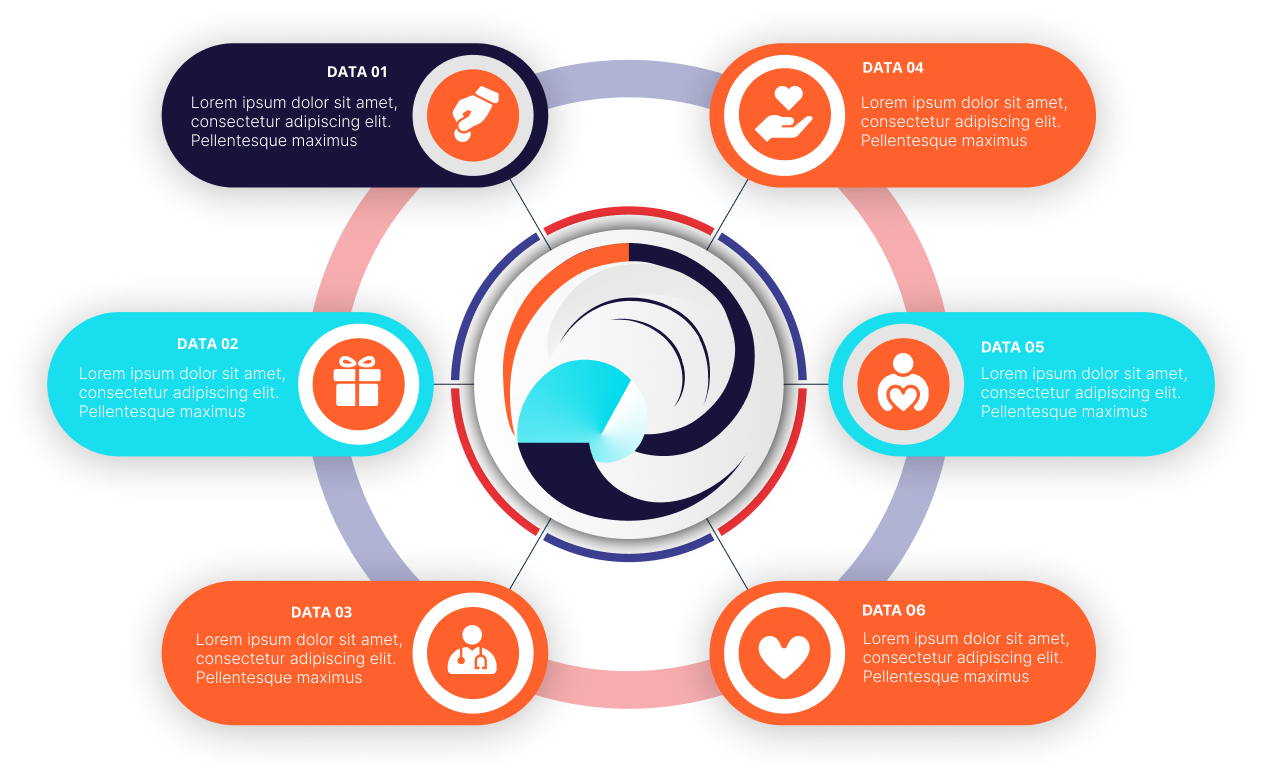 DATA 01
Lorem ipsum dolor sit amet,
consectetur adipiscing elit.
Pellentesque maximus
DATA 02
Lorem ipsum dolor sit amet,
consectetur adipiscing elit.
Pellentesque maximus
DATA 03
Lorem ipsum dolor sit amet,
consectetur adipiscing elit.
Pellentesque maximus
DATA 04
Lorem ipsum dolor sit amet,
consectetur adipiscing elit.
Pellentesque maximus
DATA 05
Lorem ipsum dolor sit amet,
consectetur adipiscing elit.
Pellentesque maximus
DATA 06
Lorem ipsum dolor sit amet,
consectetur adipiscing elit.
Pellentesque maximus